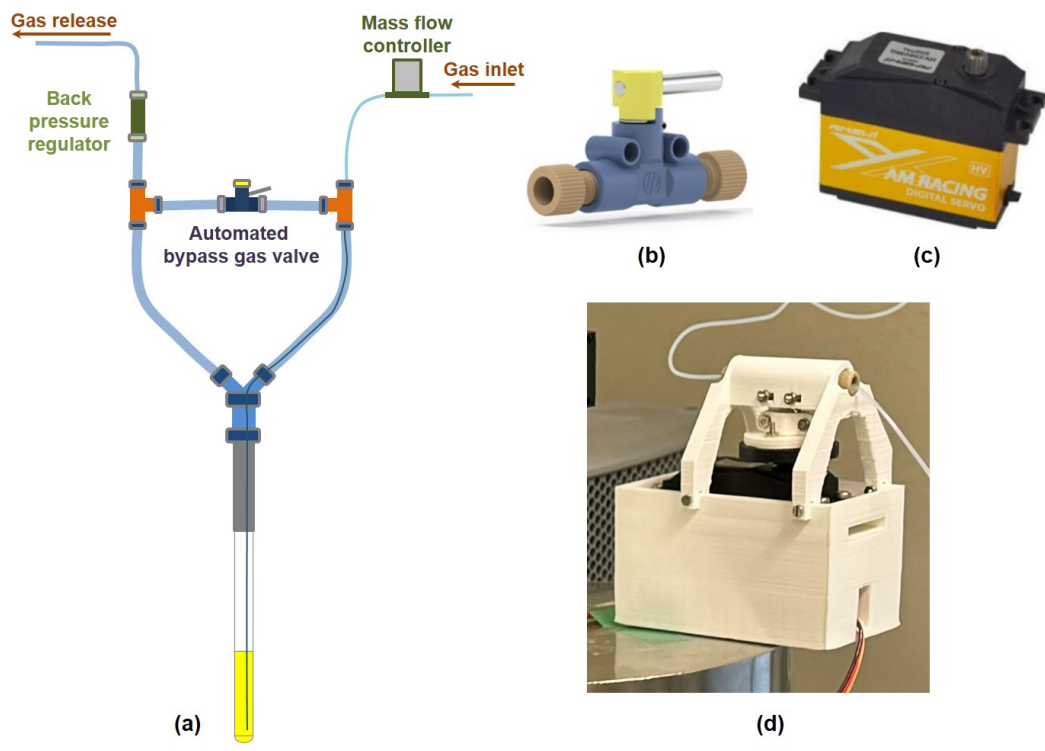 Gas release
Mass flow
controller
Gas inlet
Back
pressure
regulator
Automated
bypass gas valve
(a)
(b)
HV
AM RACING
DIGITAL SERVO
(c)
(d)